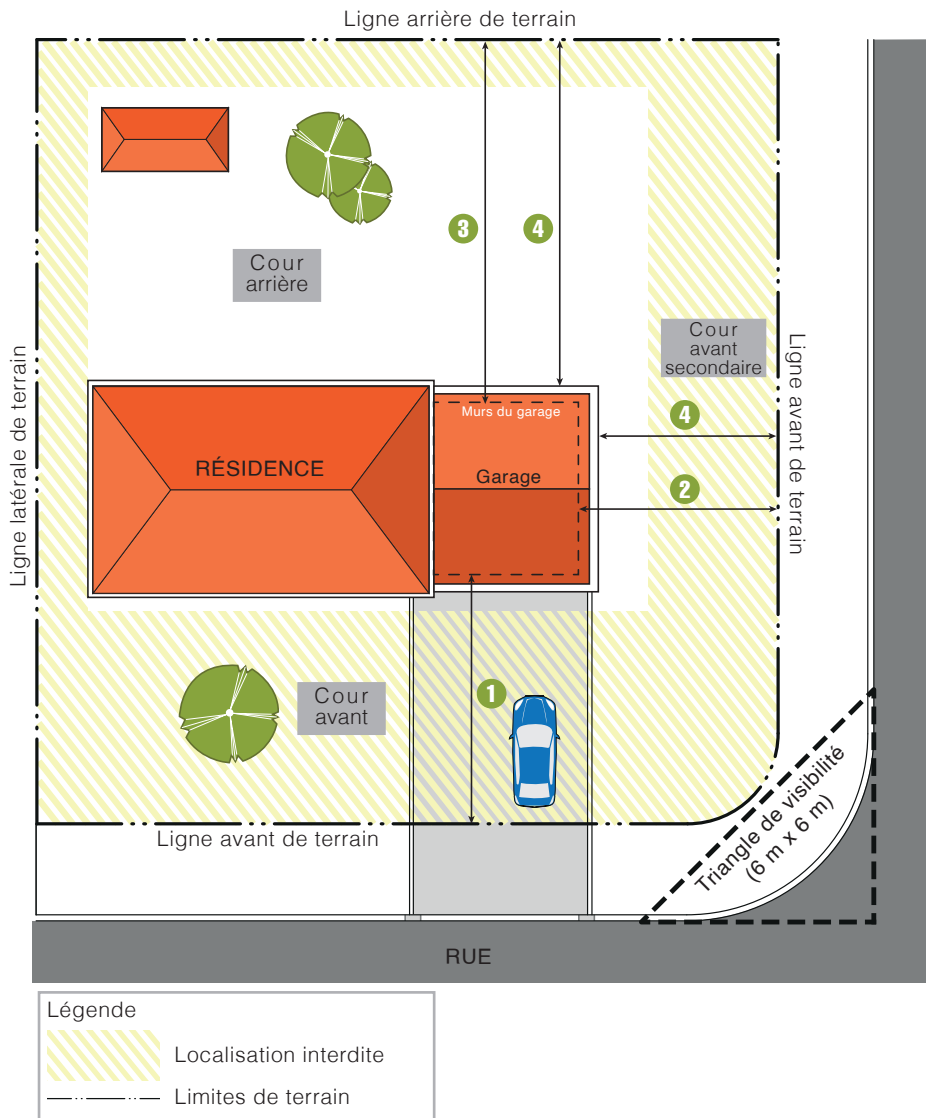 Ligne arrière de terrain
3
4
Cour
arrière
Cour
avant
secondaire
Ligne latérale de terrain
Ligne avant de terrain
Murs du garage
4
RÉSIDENCE
Garage
2
1
Cour
avant
Triangle de visibilité
(6 m x 6 m)
Ligne avant de terrain
RUE
Légende
Localisation interdite
Limites de terrain